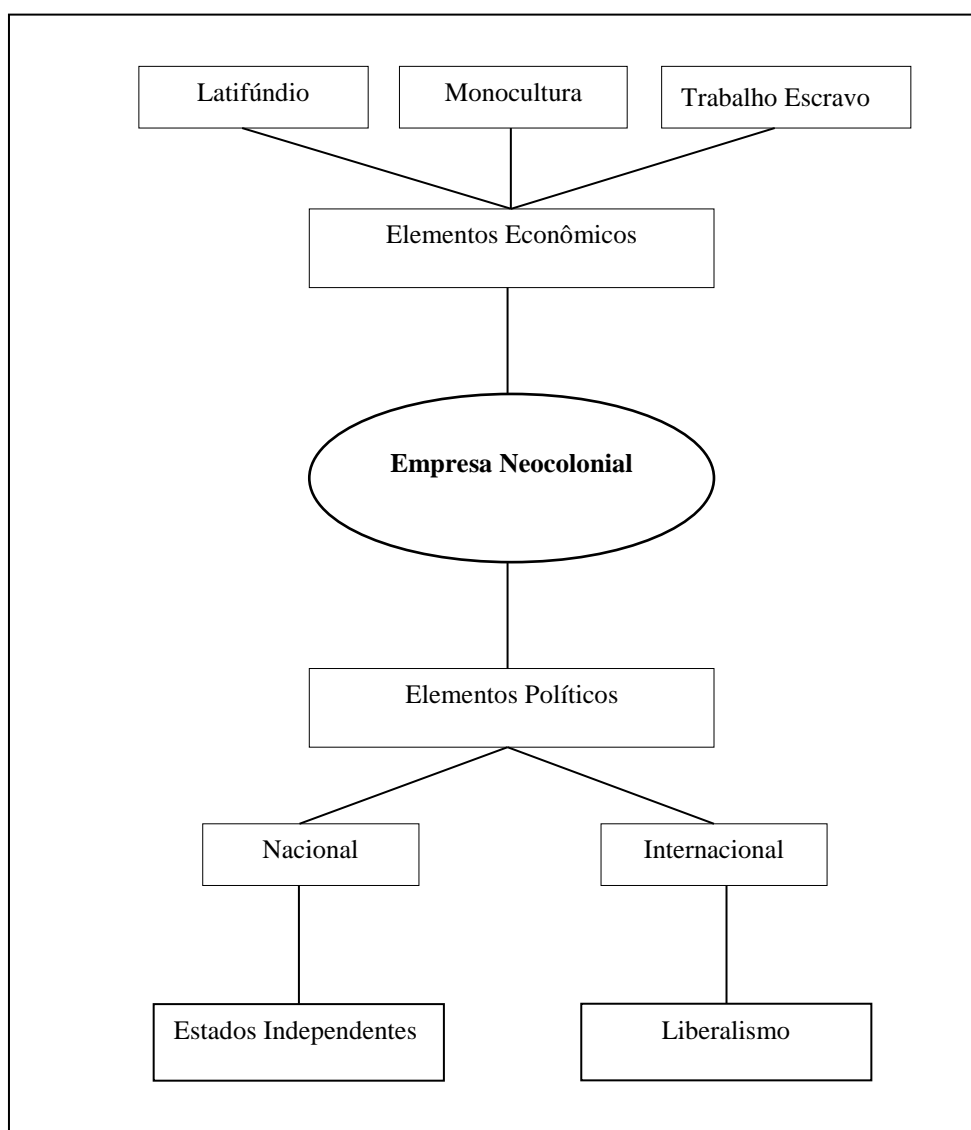 Latifúndio
Monocultura
Trabalho Escravo
Elementos Econômicos
Empresa Neocolonial
Elementos Políticos
Nacional
Internacional
Estados Independentes
Liberalismo